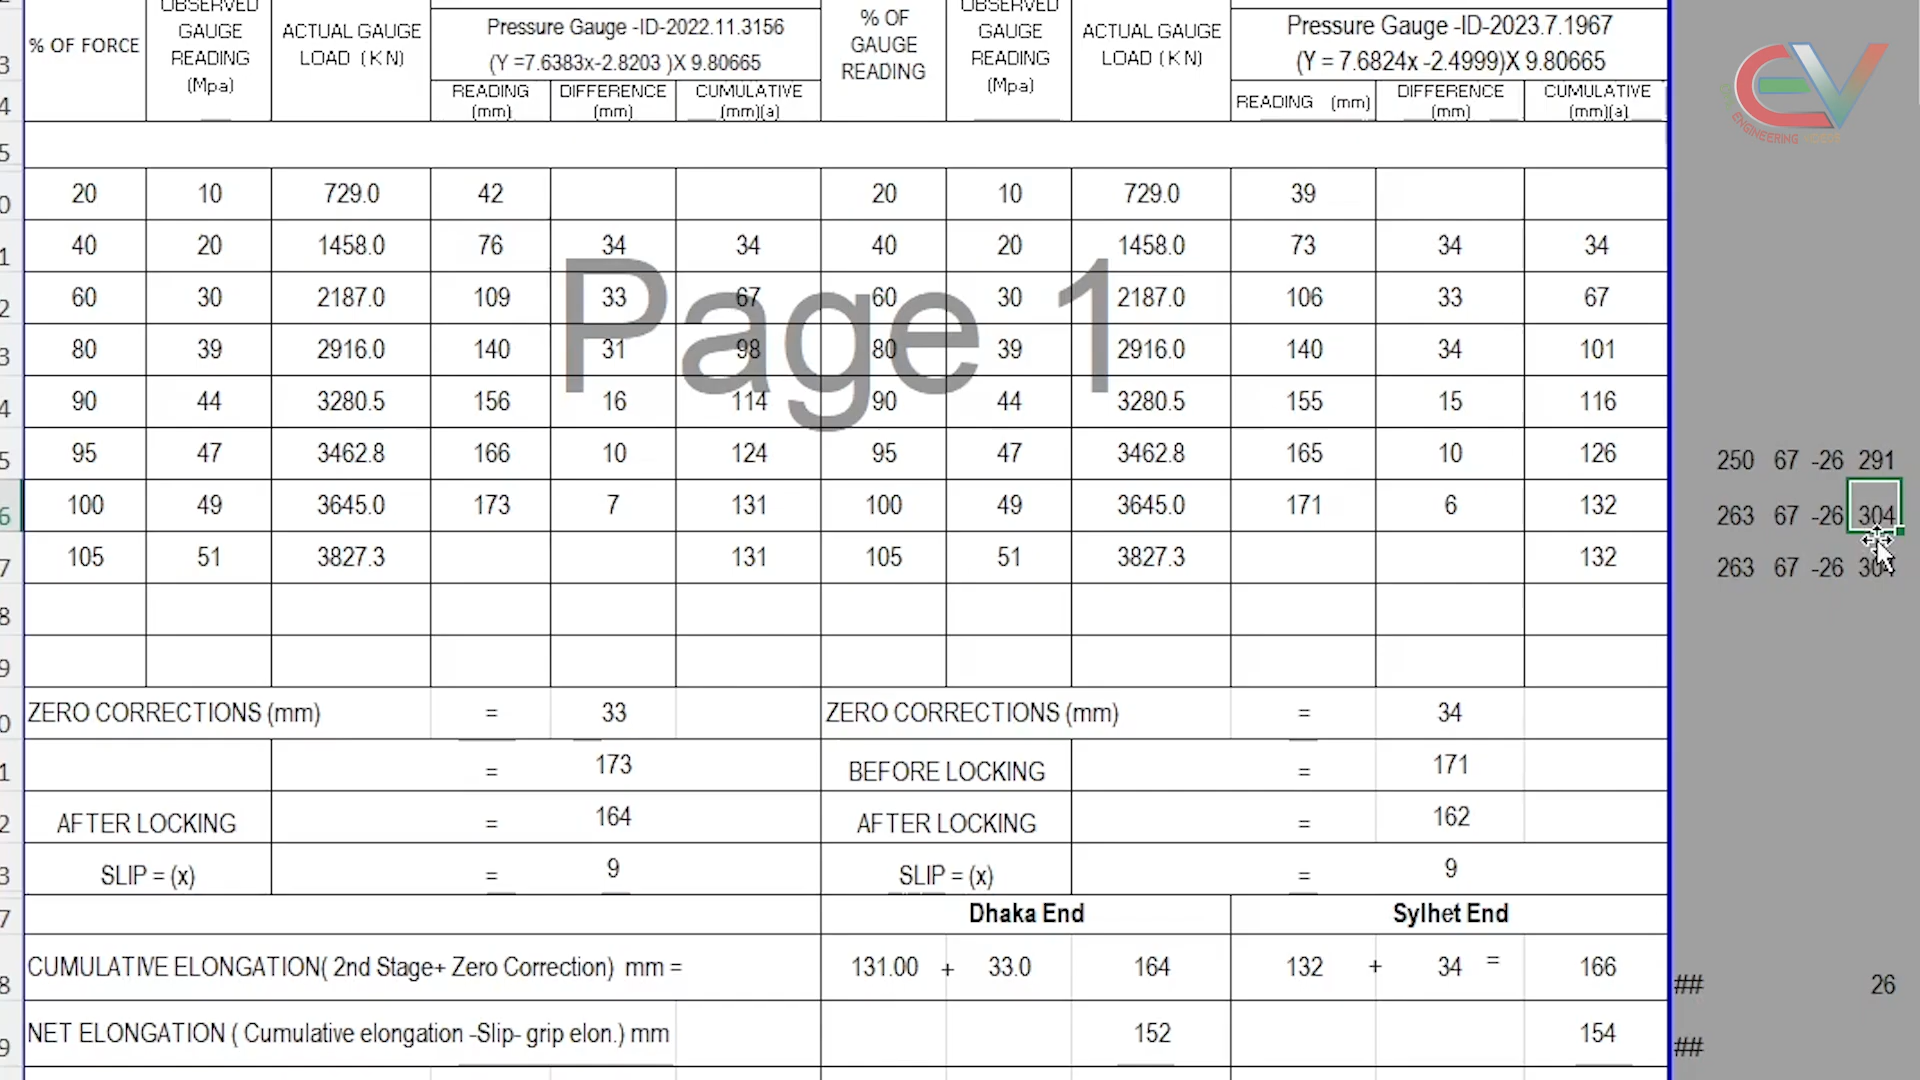 % OF FORCE OBSERVED GAUGE READING (Mpa) ACTUAL GAUGE LOAD (KN) Pressure Gauge -ID-2022.11.3156 % OF GAUGE READING OBSERVED GAUGE READING (Mpa) ACTUAL GAUGE LOAD (KN) Pressure Gauge -ID-2023.7.1967
(Y =7.6383x-2.8203 )X 9.80665 (Y = 7.6824x -2.4999)X 9.80665
READING (mm) DIFFERENCE (mm) CUMULATIVE (mm)(a) READING (mm) DIFFERENCE (mm) CUMULATIVE (mm)(a)
20 10 729.0 42 20 10 729.0 39
40 20 1458.0 76 34 34 40 20 1458.0 73 34 34
60 30 2187.0 109 33 67 60 30 2187.0 106 33 67
Page 1
80 39 2916.0 140 31 98 80 39 2916.0 140 34 101
90 44 3280.5 156 16 114 90 44 3280.5 155 15 116
95 47 3462.8 166 10 124 95 47 3462.8 165 10 126 250 67 -26 291
100 49 3645.0 173 7 131 100 49 3645.0 171 6 132 263 67 -26 304
105 51 3827.3 131 105 51 3827.3 132 263 67 -26 304
ZERO CORRECTIONS (mm) = 33 ZERO CORRECTIONS (mm) = 34
= 173 BEFORE LOCKING = 171
AFTER LOCKING = 164 AFTER LOCKING = 162
SLIP = (x) = 9 SLIP = (x) = 9
Dhaka End Sylhet End
CUMULATIVE ELONGATION( 2nd Stage+ Zero Correction) mm = 131.00 + 33.0 164 132 + 34 = 166 ## 26
NET ELONGATION ( Cumulative elongation -Slip- grip elon.) mm 152 154 ##
EV
ENGINEERING